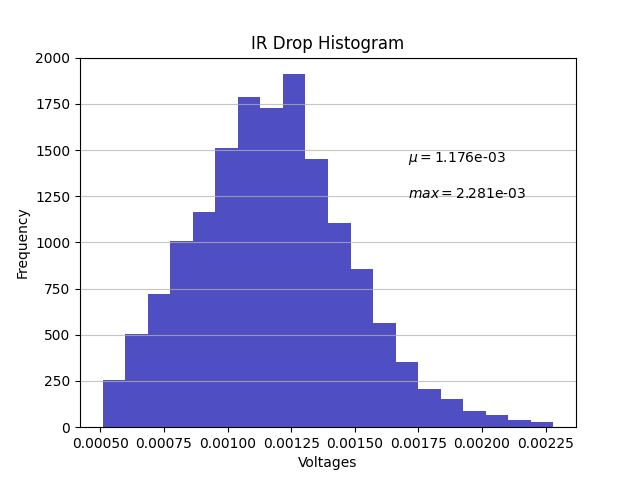 IR Drop Histogram
2000
1750
1500
1250
1000
750
500
250
0
Frequency
μ = 1.176e-03
max = 2.281e-03
0.00050 0.00075 0.00100 0.00125 0.00150 0.00175 0.00200 0.00225
Voltages